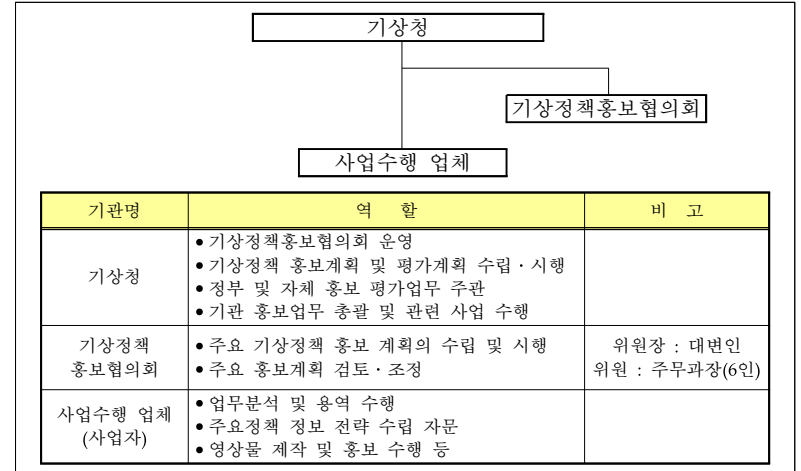 기상청
기상정책홍보협의회
사업수행 업체
기관명 역 할 비 고
기상청
• 기상정책홍보협의회 운영
• 기상정책 홍보계획 및 평가계획 수립 · 시행
• 정부 및 자체 홍보 평가업무 주관
• 기관 홍보업무 총괄 및 관련 사업 수행
기상정책
홍보협의회
• 주요 기상정책 홍보 계획의 수립 및 시행
• 주요 홍보계획 검토 · 조정
위원장 : 대변인
위원 : 주무과장(6인)
사업수행 업체
(사업자)
• 업무분석 및 용역 수행
• 주요정책 정보 전략 수립 자문
• 영상물 제작 및 홍보 수행 등